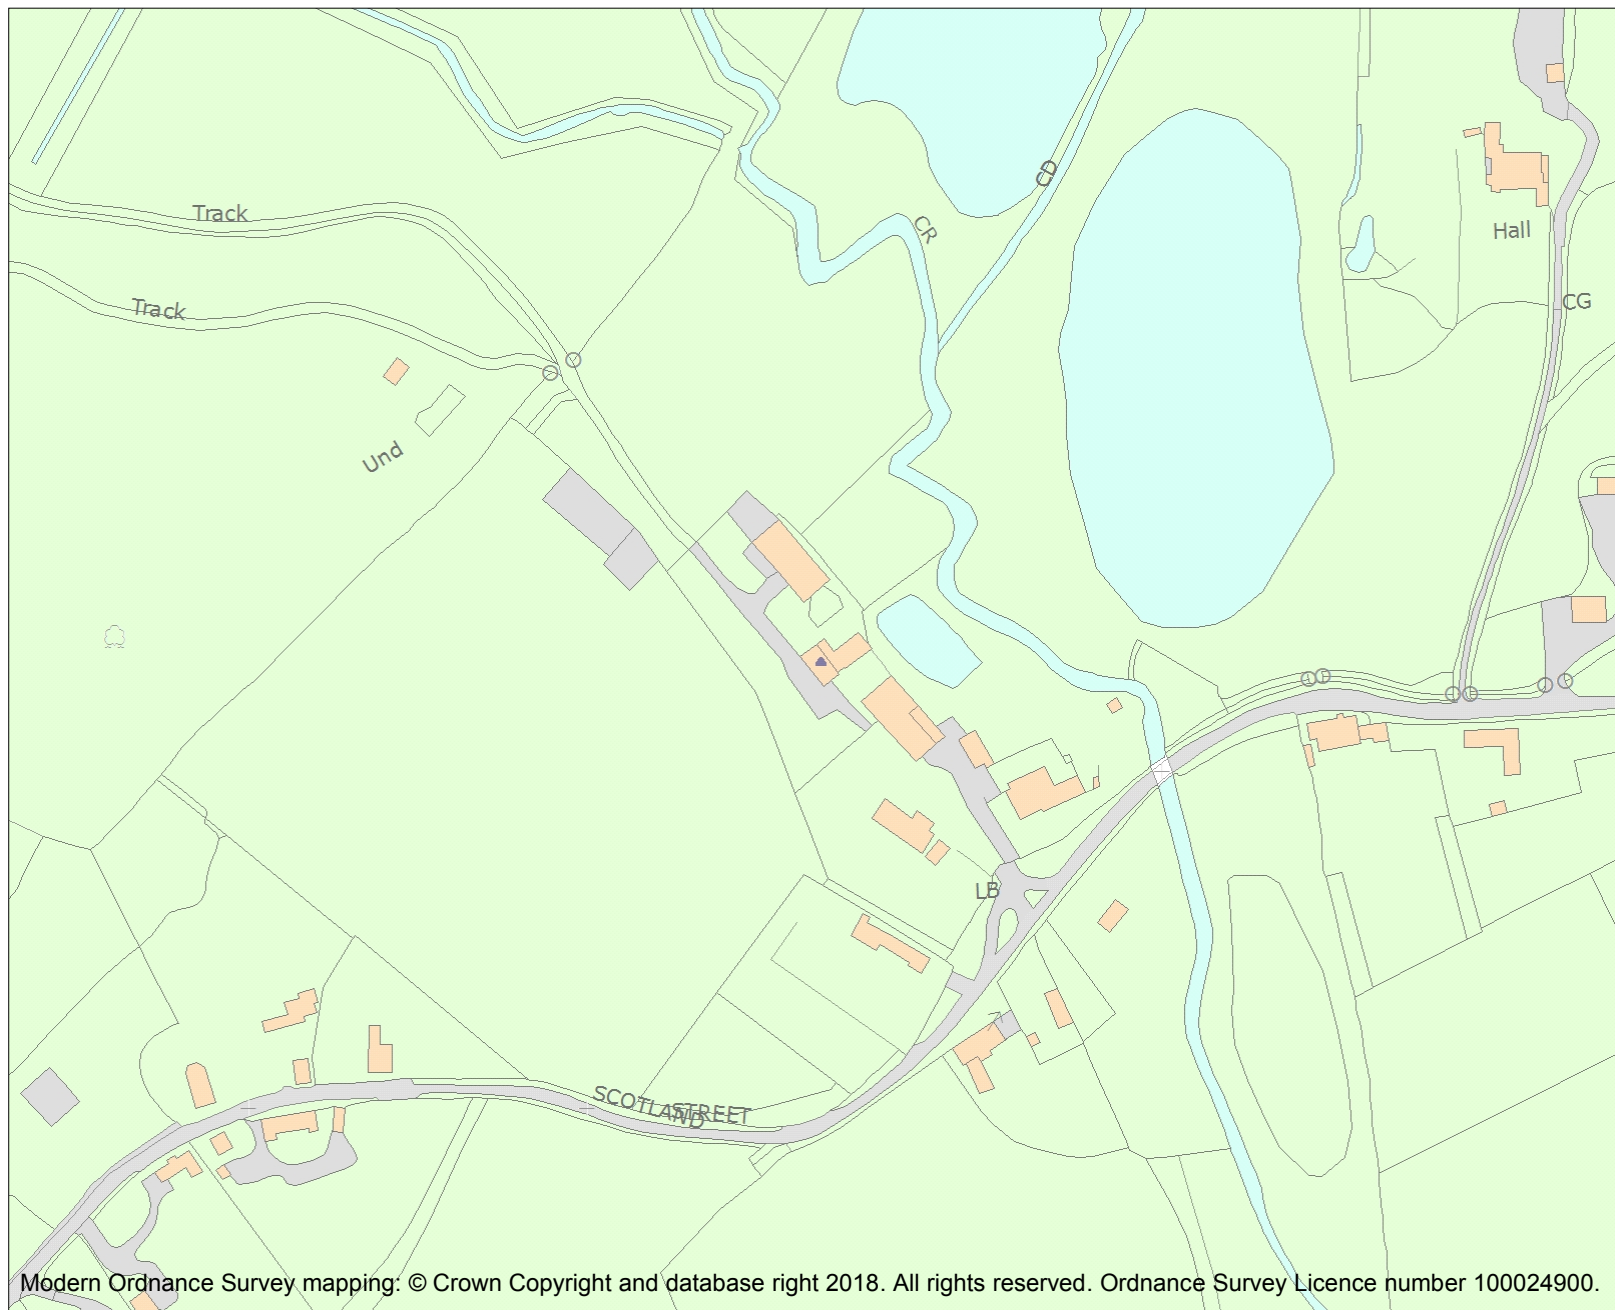 CD
Track
CR
Hall
CG
Track
Und
LB
SCOTLAND STREET
Modern Ordnance Survey mapping: © Crown Copyright and database right 2018. All rights reserved. Ordnance Survey Licence number 100024900.